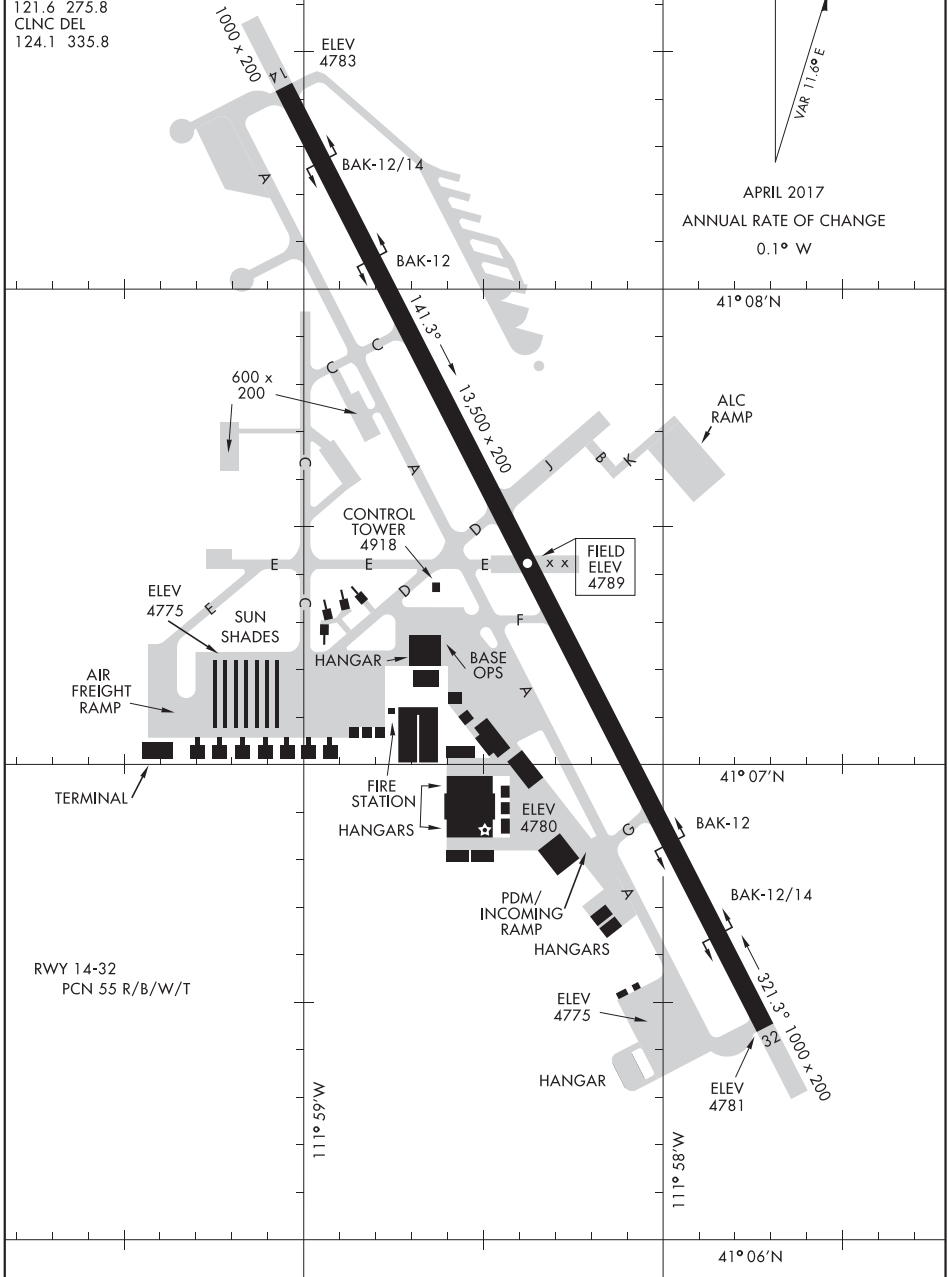 121.6 275.8
CLNC DEL
124.1 335.8
1000 x 200
ELEV
4783
14
VAR 11.6° E
BAK-12/14
A
APRIL 2017
ANNUAL RATE OF CHANGE
0.1° W
BAK-12
41° 08'N
141.3°
C
C
13,500 x 200
600 x
200
ALC
RAMP
C
A
J
B
K
CONTROL
TOWER
4918
D
E
E
E
x x
FIELD
ELEV
4789
ELEV
4775
E
SUN
SHADES
C
D
F
HANGAR
BASE
OPS
AIR
FREIGHT
RAMP
A
TERMINAL
41° 07'N
FIRE
STATION
HANGARS
ELEV
4780
G
BAK-12
PDM/
INCOMING
RAMP
A
BAK-12/14
HANGARS
RWY 14-32
PCN 55 R/B/W/T
ELEV
4775
321.3°
1000 x 200
32
HANGAR
ELEV
4781
111° 59'W
111° 58'W
41° 06'N